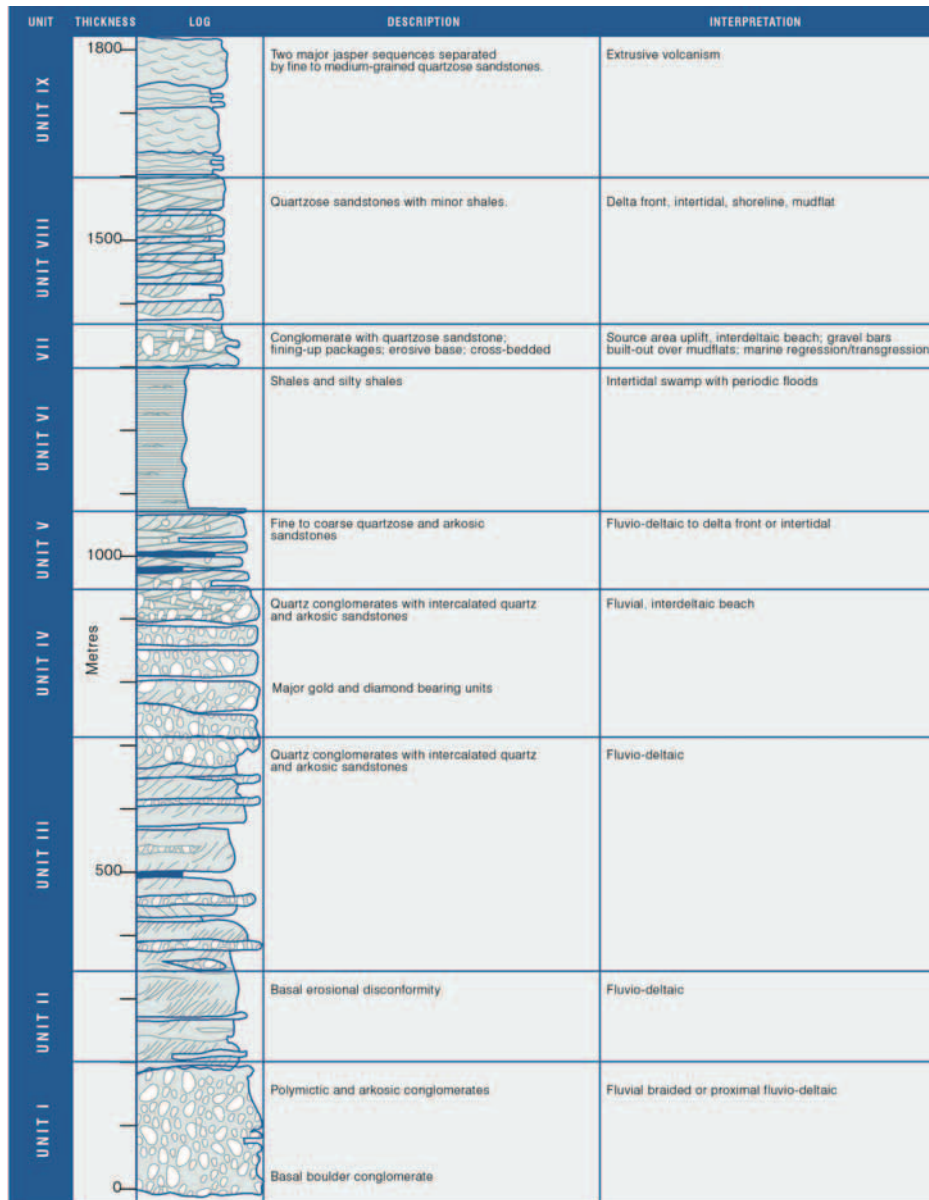 UNIT THICKNESS LOG DESCRIPTION INTERPRETATION
UNIT IX
1800
Two major jasper sequences separated
by fine to medium-grained quartzose sandstones.
Extrusive volcanism
UNIT VIII
1500
Quartzose sandstones with minor shales.
Delta front, intertidal, shoreline, mudflat
VII
Conglomerate with quartzose sandstone;
fining-up packages; erosive base; cross-bedded
Source area uplift, interdeltaic beach; gravel bars
built-out over mudflats; marine regression/transgression
UNIT VI
Shales and silty shales
Intertidal swamp with periodic floods
UNIT V
1000
Fine to coarse quartzose and arkosic
sandstones
Fluvio-deltaic to delta front or intertidal
UNIT IV
Metres
Quartz conglomerates with intercalated quartz
and arkosic sandstones
Major gold and diamond bearing units
Fluvial, interdeltaic beach
UNIT III
500
Quartz conglomerates with intercalated quartz
and arkosic sandstones
Fluvio-deltaic
UNIT II
Basal erosional disconformity
Fluvio-deltaic
UNIT I
0
Polymictic and arkosic conglomerates
Basal boulder conglomerate
Fluvial braided or proximal fluvio-deltaic